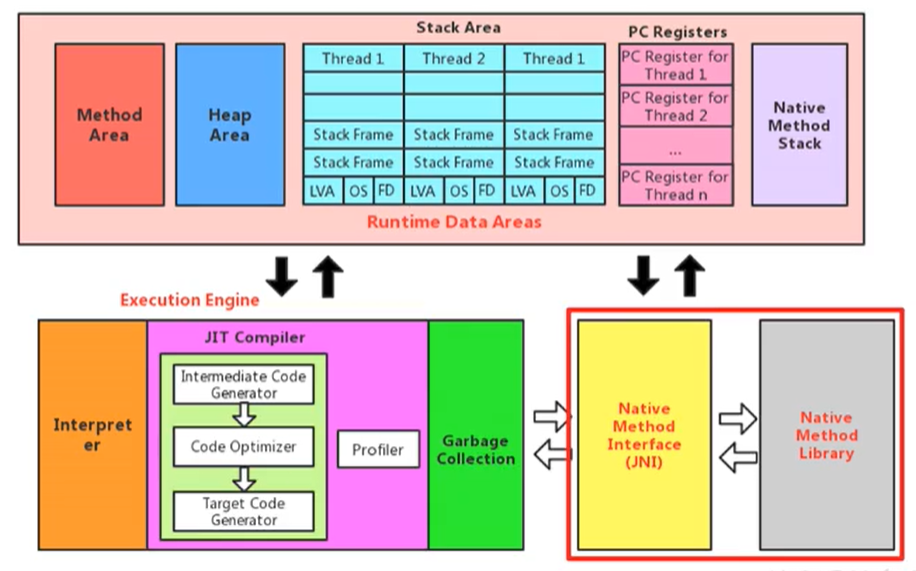 Stack Area
PC Registers
Method
Area
Heap
Area
Thread 1
Thread 2
Thread 1
Stack Frame
Stack Frame
Stack Frame
Stack Frame
Stack Frame
Stack Frame
LVA
OS
FD
LVA
OS
FD
LVA
OS
FD
PC Register for
Thread 1
PC Register for
Thread 2
...
PC Register for
Thread n
Native
Method
Stack
Runtime Data Areas
Execution Engine
Interpret
er
JIT Compiler
Intermediate Code
Generator
Code Optimizer
Target Code
Generator
Profiler
Garbage
Collection
Native
Method
Interface
(JNI)
Native
Method
Library